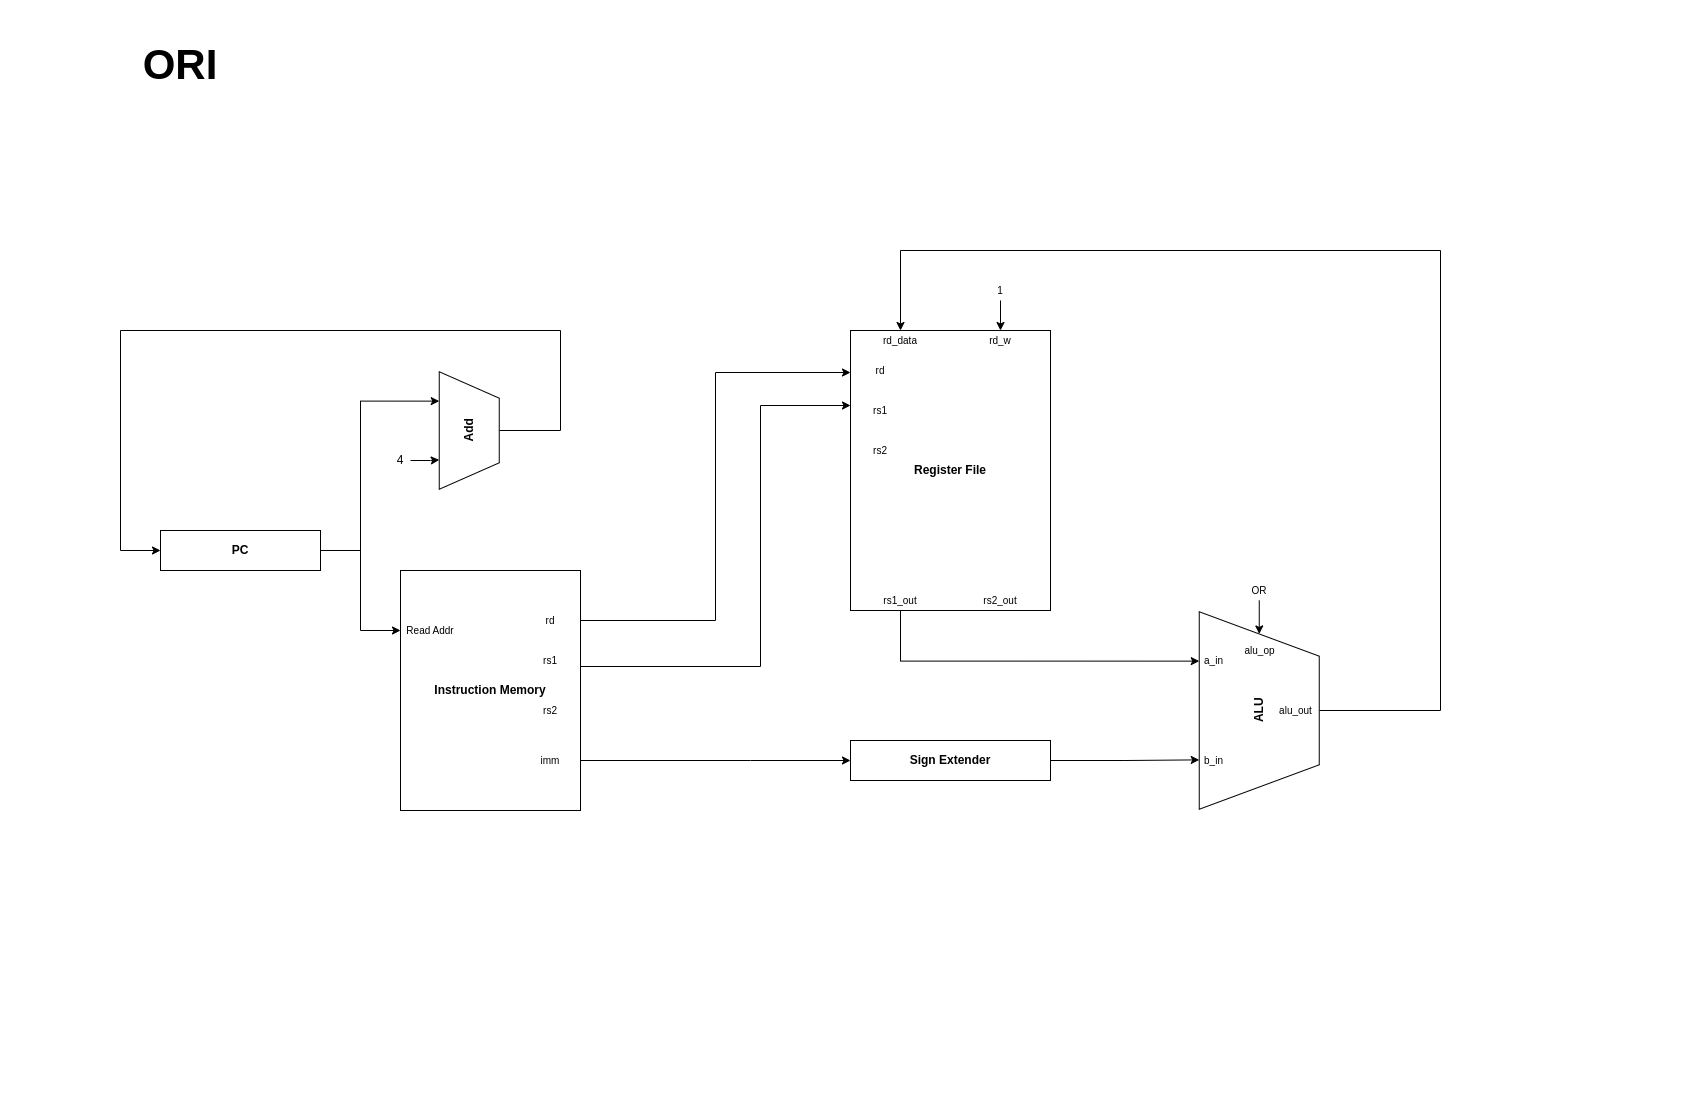 ORI
1
rd_data
rd_w
rd
rs1
rs2
Register File
rs1_out
rs2_out
Add
4
PC
Read Addr
rd
rs1
Instruction Memory
rs2
imm
Sign Extender
OR
alu_op
a_in
ALU
alu_out
b_in